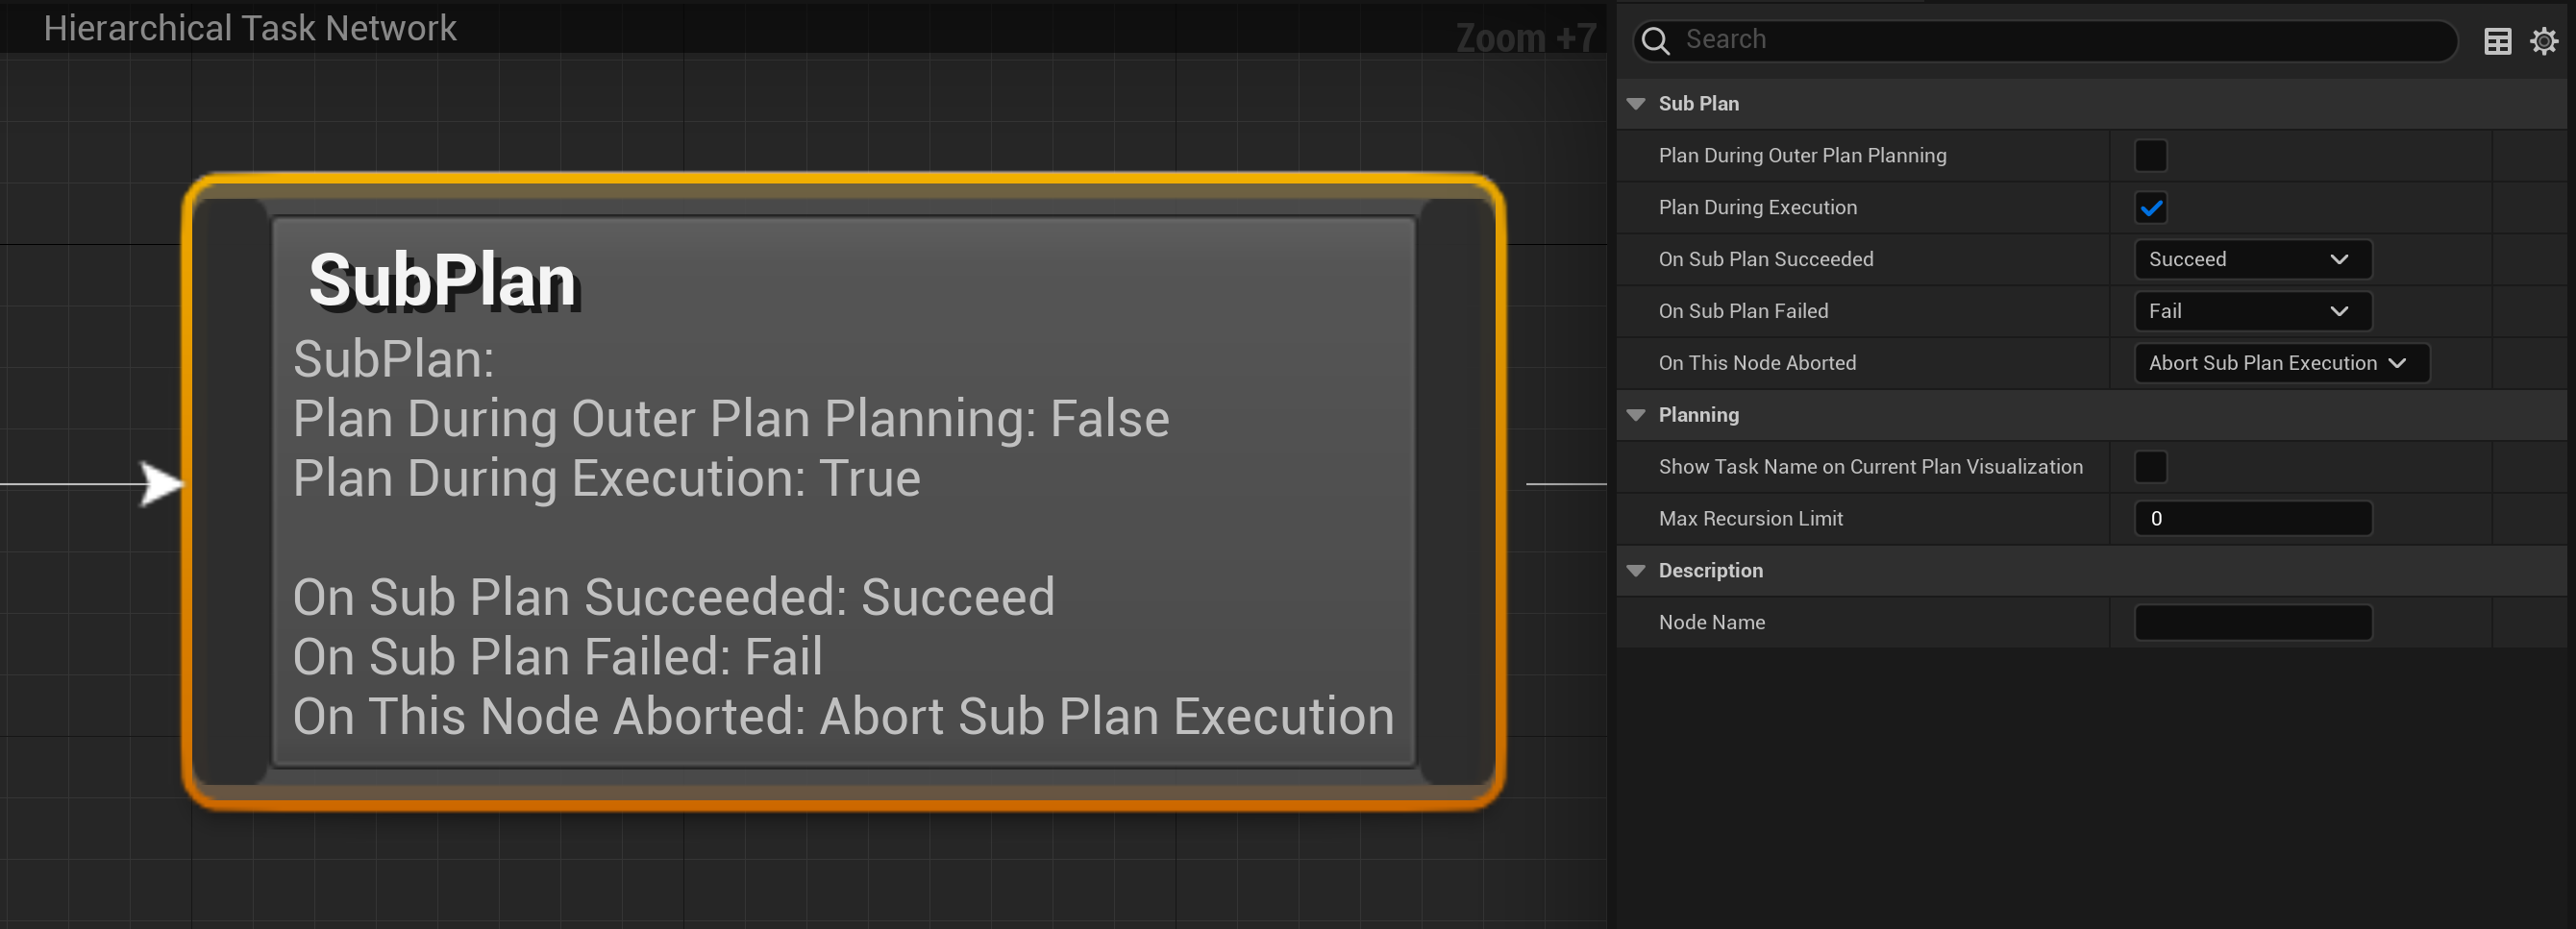 Hierarchical Task Network
Zoom +7
SubPlan
SubPlan:
Plan During Outer Plan Planning: False
Plan During Execution: True
On Sub Plan Succeeded: Succeed
On Sub Plan Failed: Fail
On This Node Aborted: Abort Sub Plan Execution
Search
Sub Plan
Plan During Outer Plan Planning
Plan During Execution
On Sub Plan Succeeded Succeed
On Sub Plan Failed Fail
On This Node Aborted Abort Sub Plan Execution
Planning
Show Task Name on Current Plan Visualization
Max Recursion Limit 0
Description
Node Name